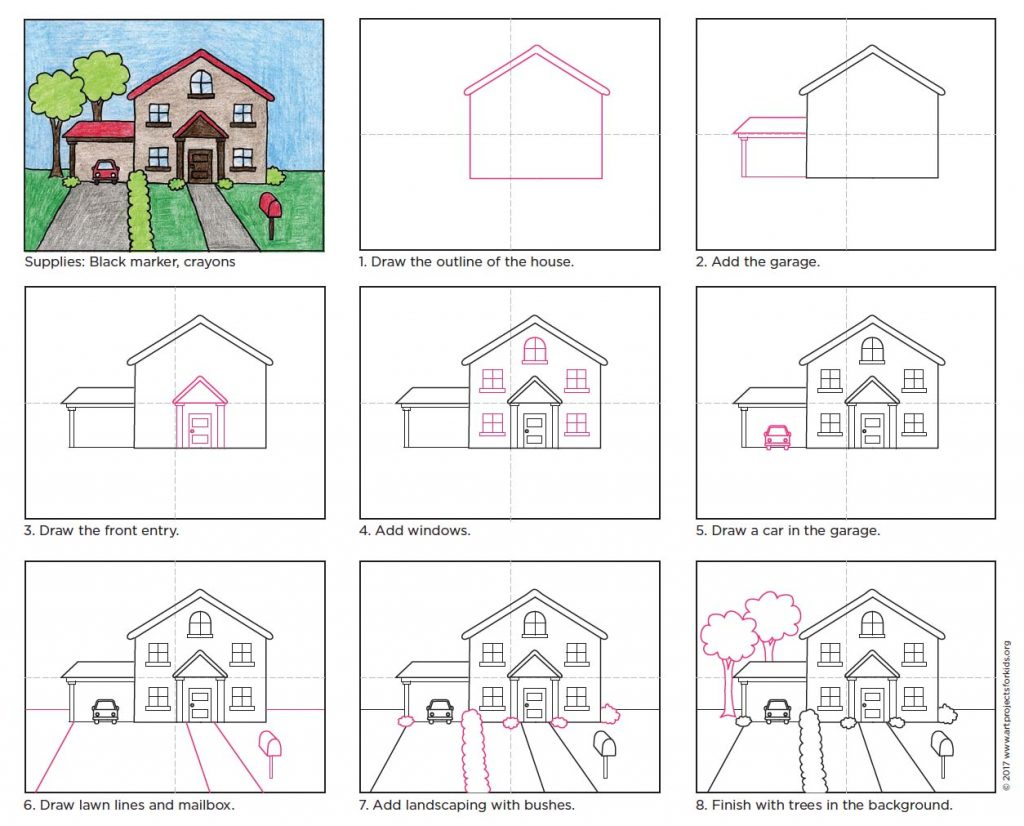 Supplies: Black marker, crayons
1. Draw the outline of the house.
2. Add the garage.
3. Draw the front entry.
4. Add windows.
5. Draw a car in the garage.
6. Draw lawn lines and mailbox.
7. Add landscaping with bushes.
8. Finish with trees in the background.
© 2017 www.artprojectsforkids.org